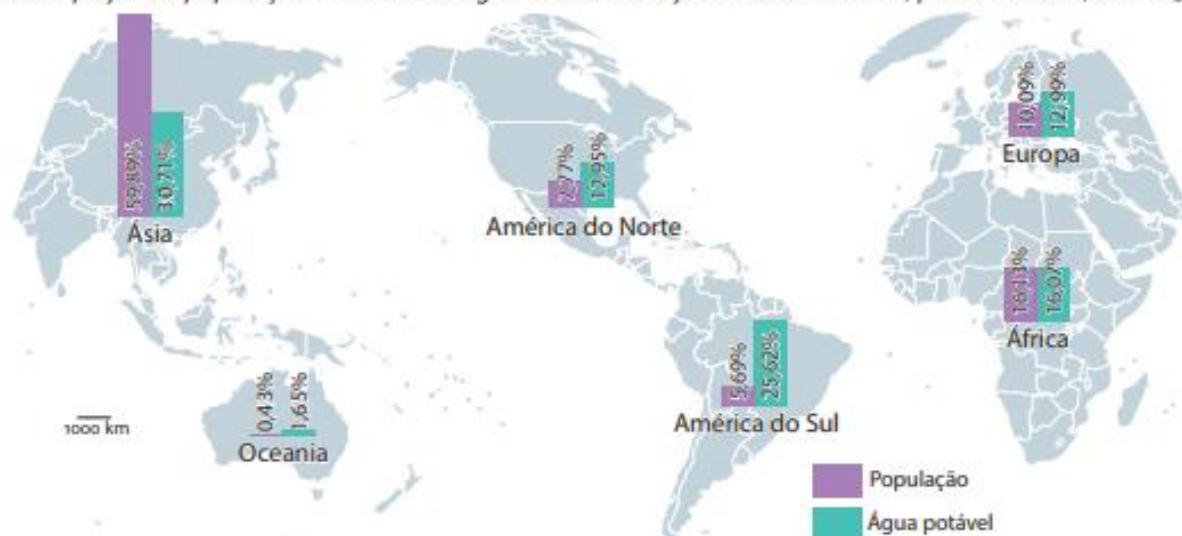 59,89%
30,71%
Ásia
7,77%
12,95%
América do Norte
10,09%
12,99%
Europa
16,13%
16,07%
África
5,69%
25,62%
América do Sul
0,43%
1,65%
Oceania
1000 km
População
Água potável